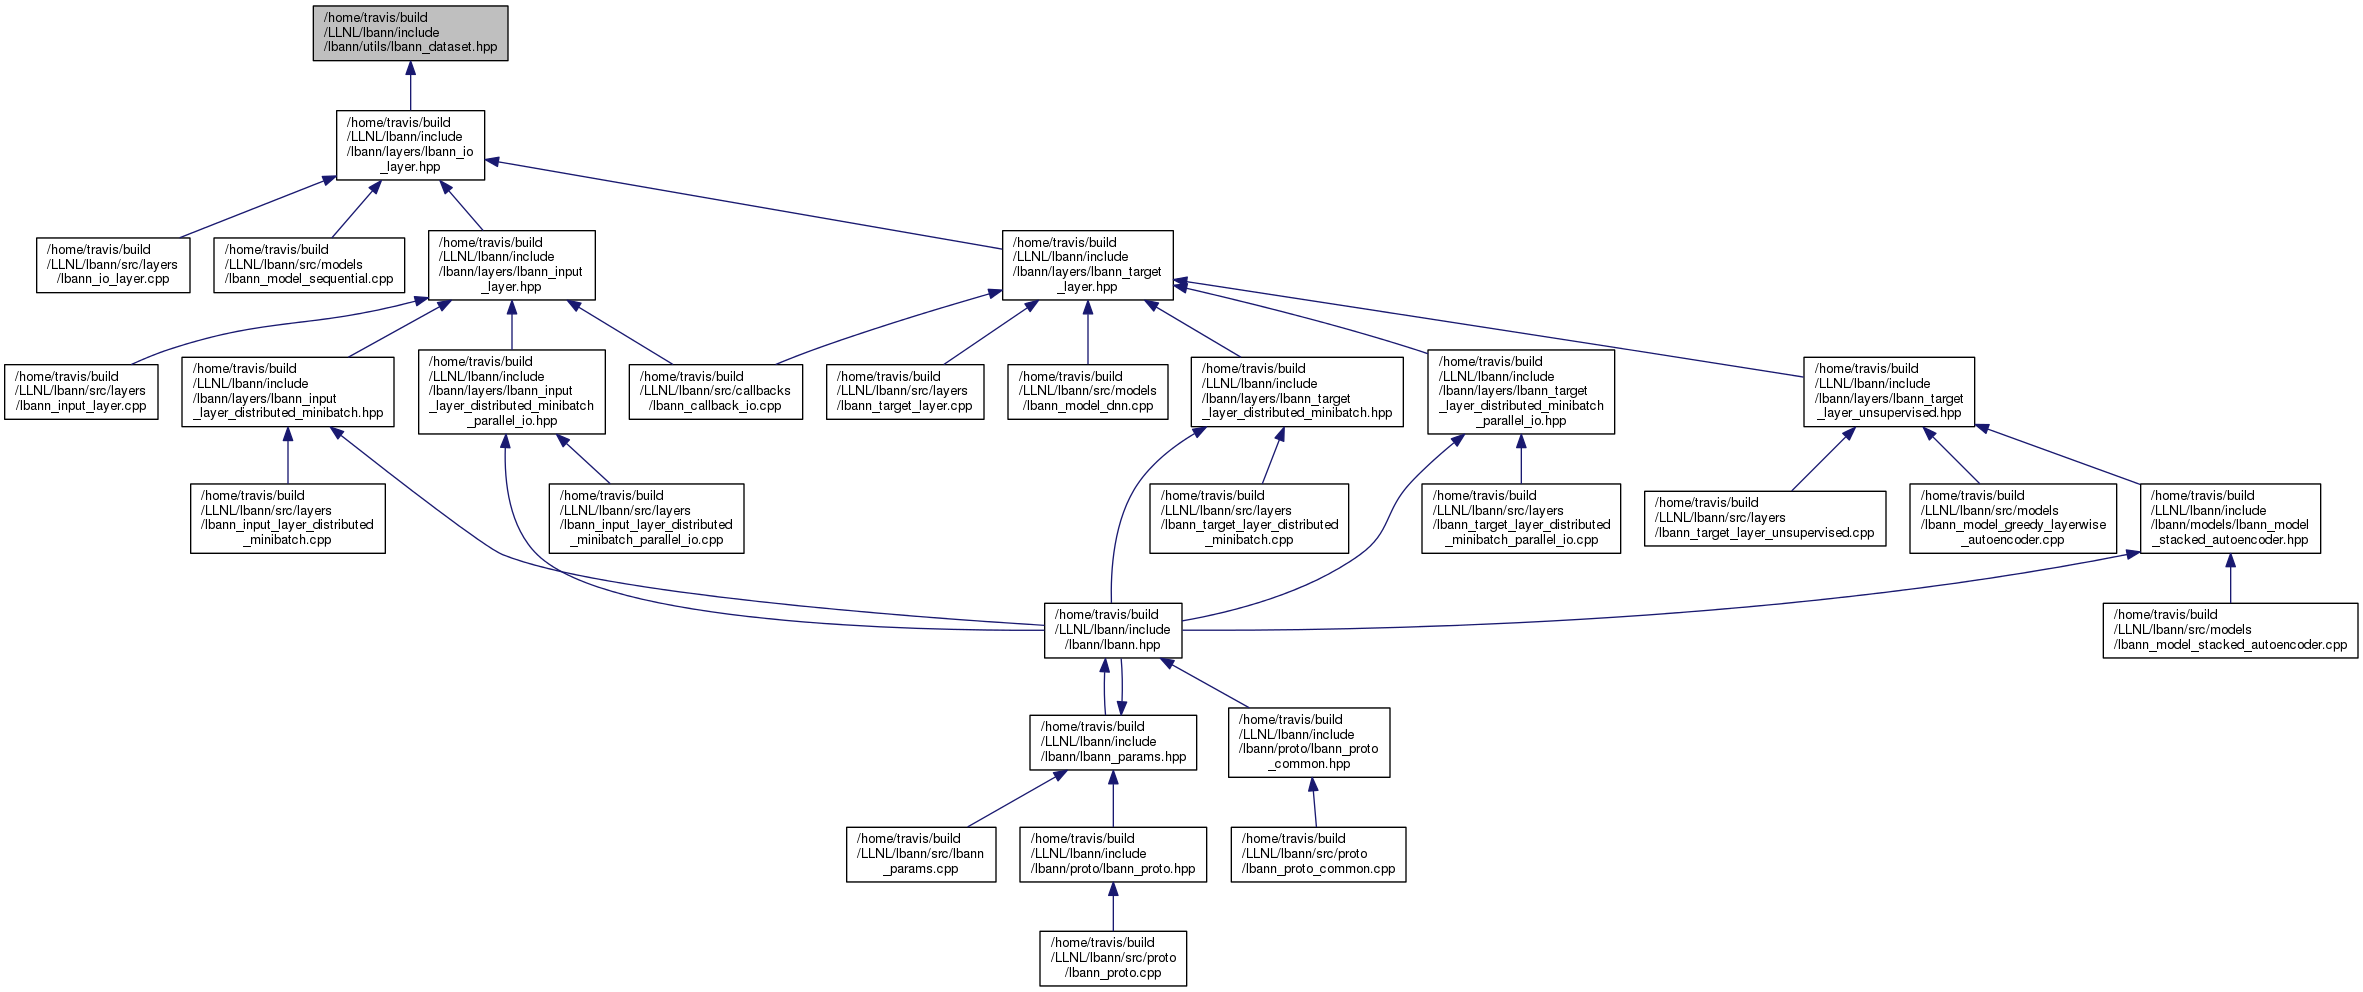 /home/travis/build
/LLNL/lbann/include
/lbann/utils/lbann_dataset.hpp
/home/travis/build
/LLNL/lbann/include
/lbann/layers/lbann_io
_layer.hpp
/home/travis/build
/LLNL/lbann/src/layers
/lbann_io_layer.cpp
/home/travis/build
/LLNL/lbann/src/models
/lbann_model_sequential.cpp
/home/travis/build
/LLNL/lbann/include
/lbann/layers/lbann_input
_layer.hpp
/home/travis/build
/LLNL/lbann/include
/lbann/layers/lbann_target
_layer.hpp
/home/travis/build
/LLNL/lbann/src/layers
/lbann_input_layer.cpp
/home/travis/build
/LLNL/lbann/include
/lbann/layers/lbann_input
_layer_distributed_minibatch.hpp
/home/travis/build
/LLNL/lbann/include
/lbann/layers/lbann_input
_layer_distributed_minibatch
_parallel_io.hpp
/home/travis/build
/LLNL/lbann/src/callbacks
/lbann_callback_io.cpp
/home/travis/build
/LLNL/lbann/src/layers
/lbann_target_layer.cpp
/home/travis/build
/LLNL/lbann/src/models
/lbann_model_dnn.cpp
/home/travis/build
/LLNL/lbann/include
/lbann/layers/lbann_target
_layer_distributed_minibatch.hpp
/home/travis/build
/LLNL/lbann/include
/lbann/layers/lbann_target
_layer_distributed_minibatch
_parallel_io.hpp
/home/travis/build
/LLNL/lbann/include
/lbann/layers/lbann_target
_layer_unsupervised.hpp
/home/travis/build
/LLNL/lbann/src/layers
/lbann_input_layer_distributed
_minibatch.cpp
/home/travis/build
/LLNL/lbann/src/layers
/lbann_input_layer_distributed
_minibatch_parallel_io.cpp
/home/travis/build
/LLNL/lbann/src/layers
/lbann_target_layer_distributed
_minibatch.cpp
/home/travis/build
/LLNL/lbann/src/layers
/lbann_target_layer_distributed
_minibatch_parallel_io.cpp
/home/travis/build
/LLNL/lbann/src/layers
/lbann_target_layer_unsupervised.cpp
/home/travis/build
/LLNL/lbann/src/models
/lbann_model_greedy_layerwise
_autoencoder.cpp
/home/travis/build
/LLNL/lbann/include
/lbann/models/lbann_model
_stacked_autoencoder.hpp
/home/travis/build
/LLNL/lbann/include
/lbann/lbann.hpp
/home/travis/build
/LLNL/lbann/src/models
/lbann_model_stacked_autoencoder.cpp
/home/travis/build
/LLNL/lbann/include
/lbann/lbann_params.hpp
/home/travis/build
/LLNL/lbann/include
/lbann/proto/lbann_proto
_common.hpp
/home/travis/build
/LLNL/lbann/src/lbann
_params.cpp
/home/travis/build
/LLNL/lbann/include
/lbann/proto/lbann_proto.hpp
/home/travis/build
/LLNL/lbann/src/proto
/lbann_proto_common.cpp
/home/travis/build
/LLNL/lbann/src/proto
/lbann_proto.cpp